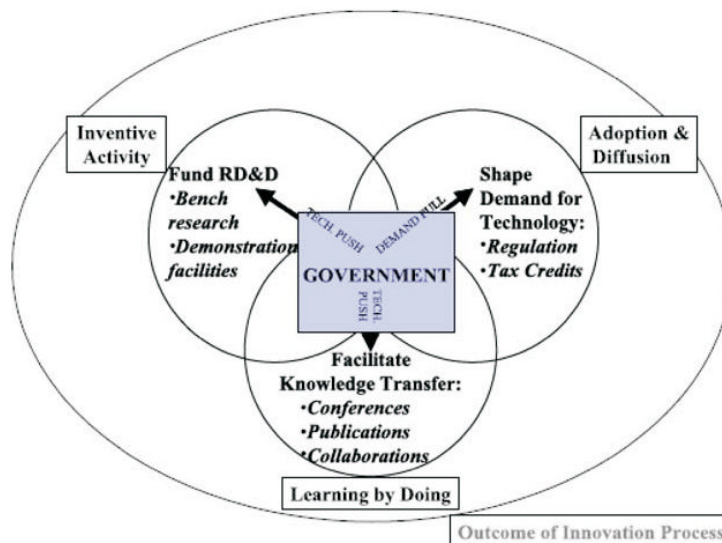 Inventive
Activity
Adoption &
Diffusion
Fund RD&D
•Bench
research
•Demonstration
facilities
Shape
Demand for
Technology:
•Regulation
•Tax Credits
TECH. PUSH
DEMAND PULL
GOVERNMENT
TECH.
PUSH
Facilitate
Knowledge Transfer:
•Conferences
•Publications
•Collaborations
Learning by Doing
Outcome of Innovation Process